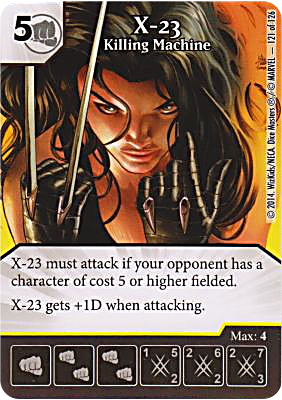 5
X-23
Killing Machine
© 2014. WizKids/NECA. Dice Masters ®/© & © MARVEL — 121 of 126
X-23 must attack if your opponent has a
character of cost 5 or higher fielded.
X-23 gets +1D when attacking.
Max: 4
1 5 2
2 6 2
2 7 3